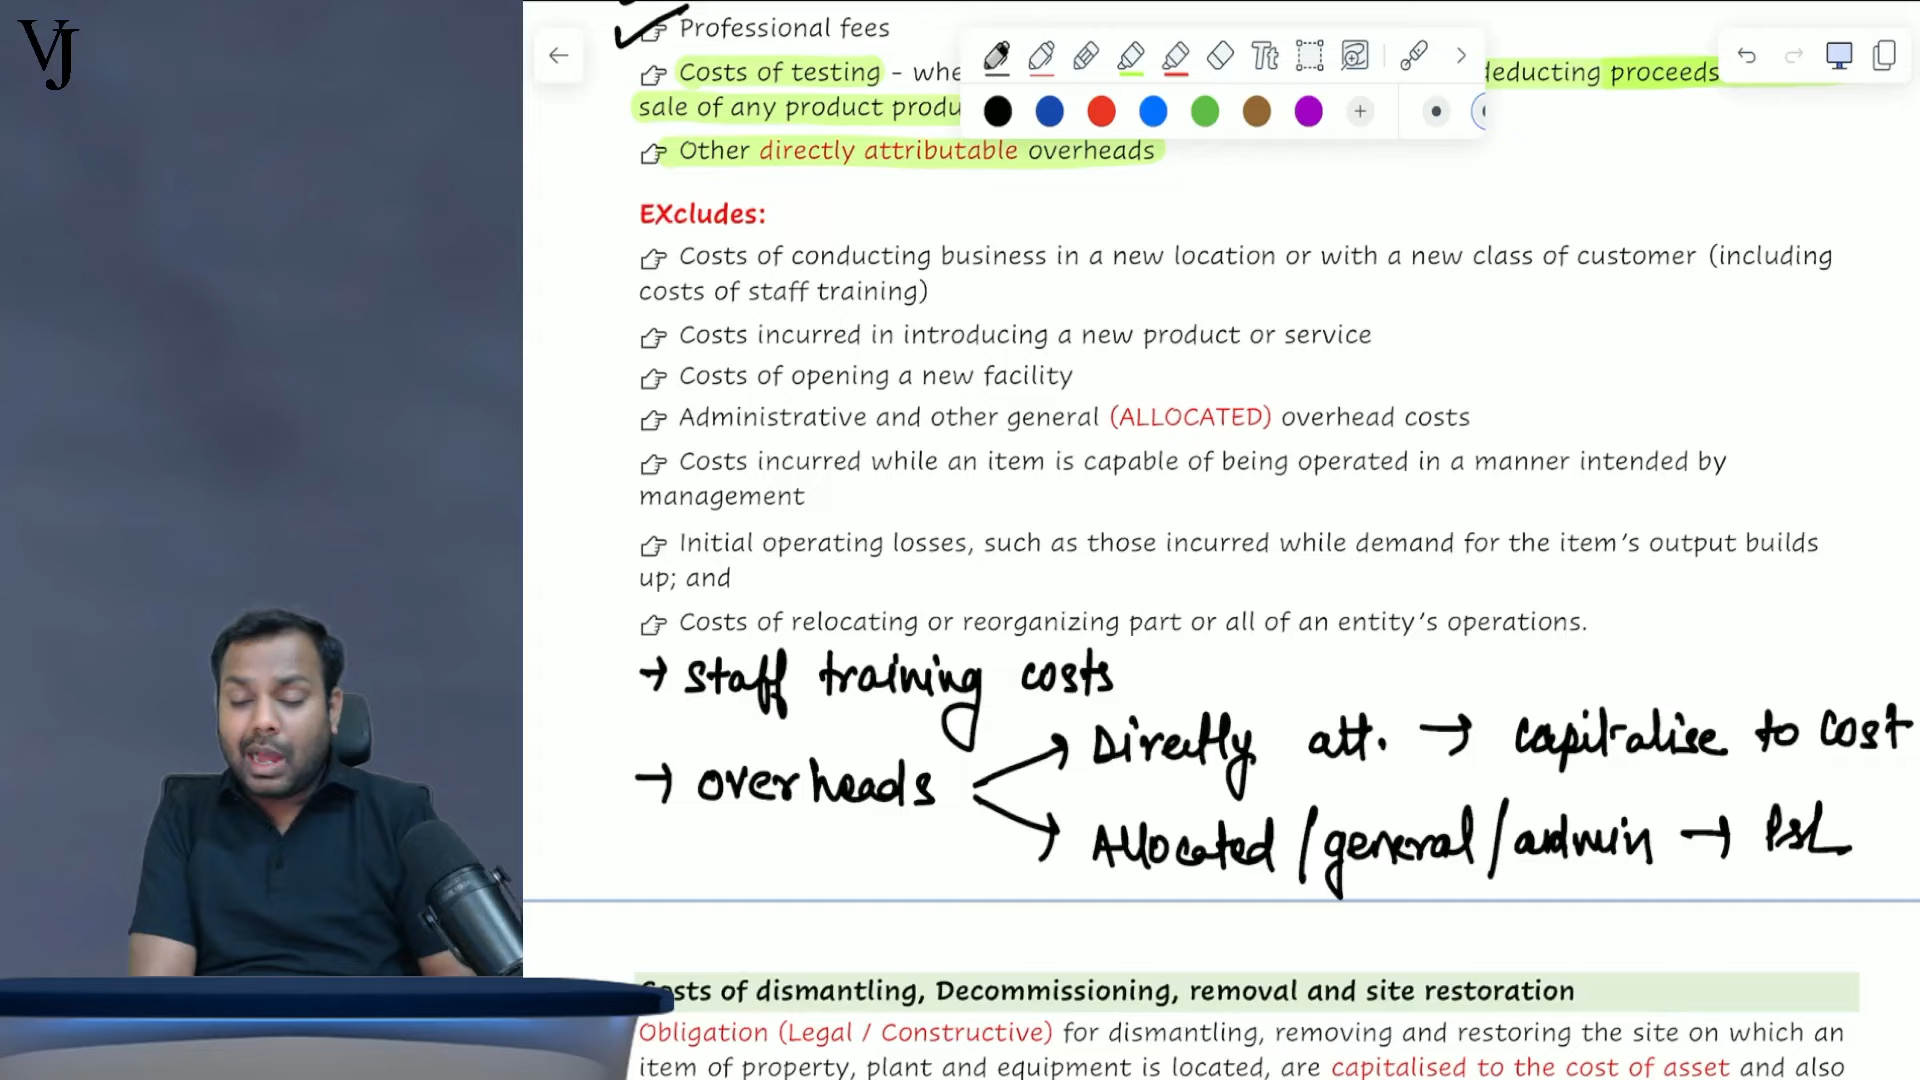 VJ
Professional fees
Costs of testing - whe
deducting proceeds
sale of any product produ
Other directly attributable overheads
EXcludes:
Costs of conducting business in a new location or with a new class of customer (including
costs of staff training)
Costs incurred in introducing a new product or service
Costs of opening a new facility
Administrative and other general (ALLOCATED) overhead costs
Costs incurred while an item is capable of being operated in a manner intended by
management
Initial operating losses, such as those incurred while demand for the item's output builds
up; and
Costs of relocating or reorganizing part or all of an entity's operations.
→ staff training costs
→ overheads
Directly att. → capitalise to cost
Allocated / general / admin → P&L
Costs of dismantling, Decommissioning, removal and site restoration
Obligation (Legal / Constructive) for dismantling, removing and restoring the site on which an
item of property, plant and equipment is located, are capitalised to the cost of asset and also